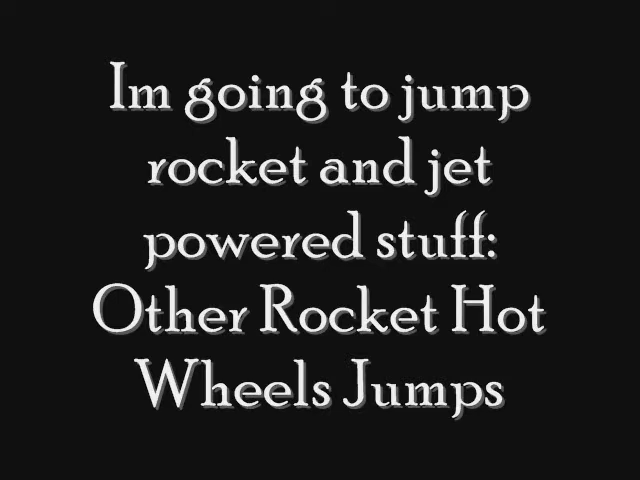 Im going to jump
rocket and jet
powered stuff:
Other Rocket Hot
Wheels Jumps